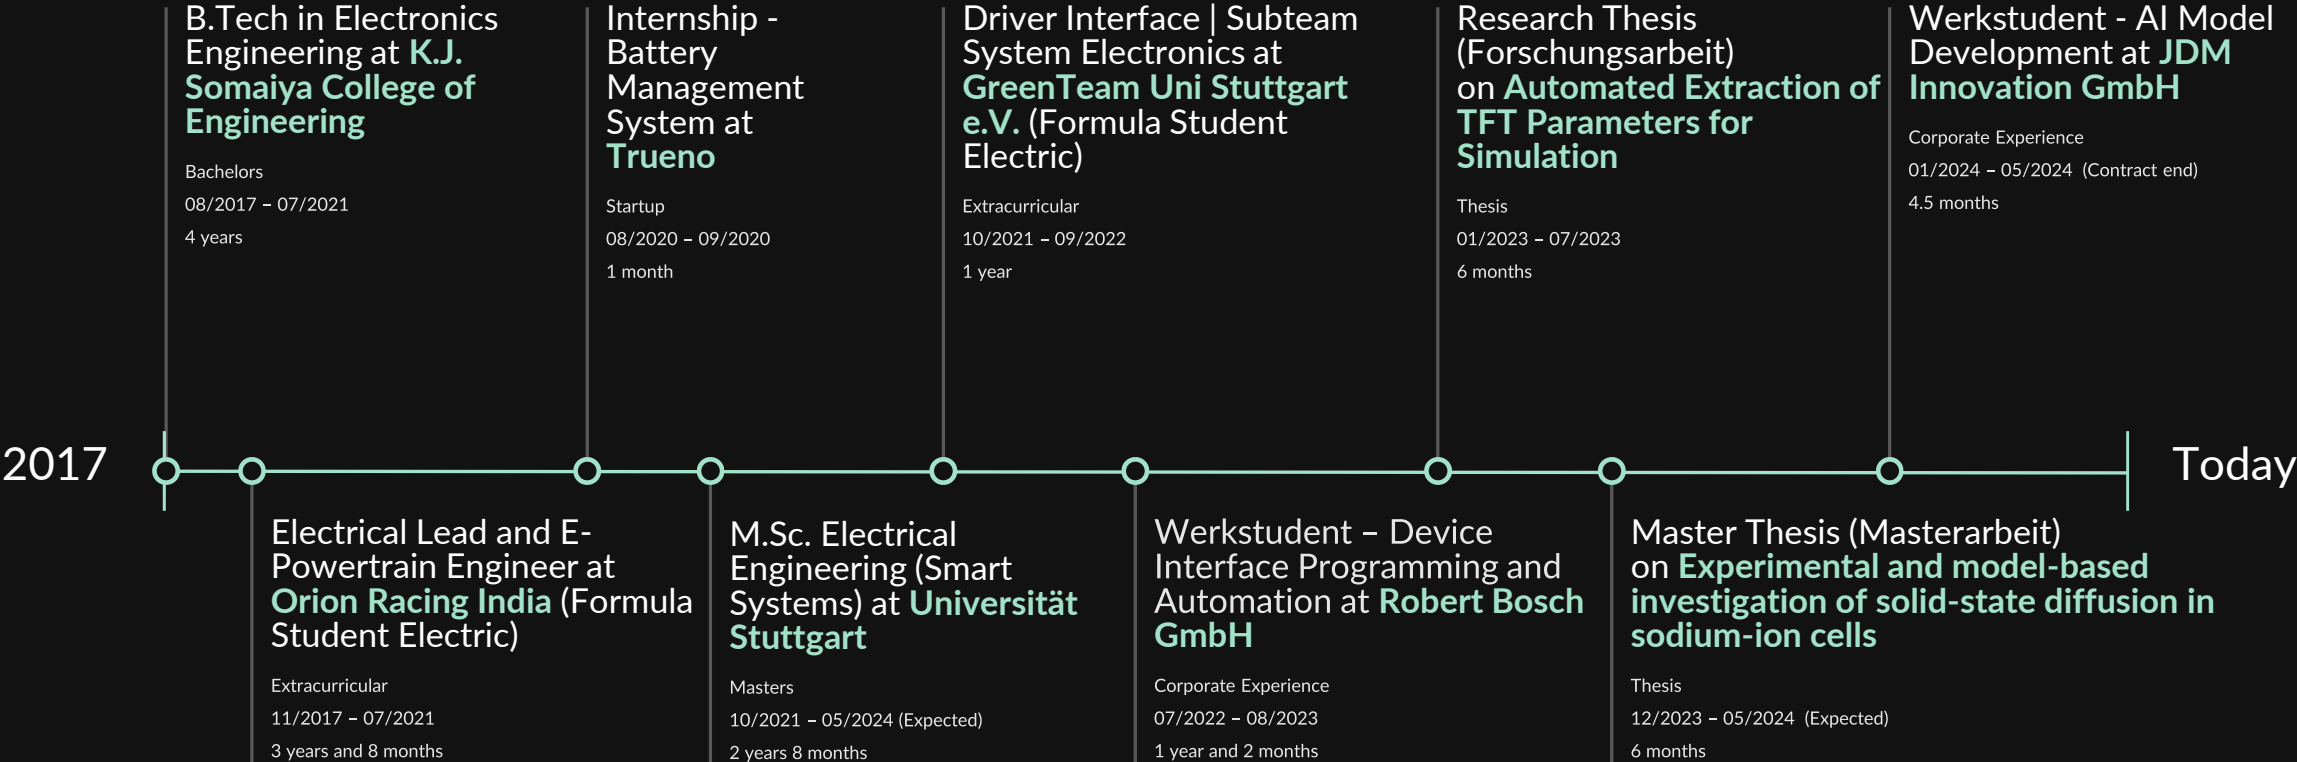 B.Tech in Electronics
Engineering at K.J.
Somaiya College of
Engineering
Bachelors
08/2017 – 07/2021
4 years
Internship -
Battery
Management
System at
Trueno
Startup
08/2020 – 09/2020
1 month
Driver Interface | Subteam
System Electronics at
GreenTeam Uni Stuttgart
e.V. (Formula Student
Electric)
Extracurricular
10/2021 – 09/2022
1 year
Research Thesis
(Forschungsarbeit)
on Automated Extraction of
TFT Parameters for
Simulation
Thesis
01/2023 – 07/2023
6 months
Werkstudent - AI Model
Development at JDM
Innovation GmbH
Corporate Experience
01/2024 – 05/2024 (Contract end)
4.5 months
2017
Today
Electrical Lead and E-
Powertrain Engineer at
Orion Racing India (Formula
Student Electric)
Extracurricular
11/2017 – 07/2021
3 years and 8 months
M.Sc. Electrical
Engineering (Smart
Systems) at Universität
Stuttgart
Masters
10/2021 – 05/2024 (Expected)
2 years 8 months
Werkstudent – Device
Interface Programming and
Automation at Robert Bosch
GmbH
Corporate Experience
07/2022 – 08/2023
1 year and 2 months
Master Thesis (Masterarbeit)
on Experimental and model-based
investigation of solid-state diffusion in
sodium-ion cells
Thesis
12/2023 – 05/2024 (Expected)
6 months